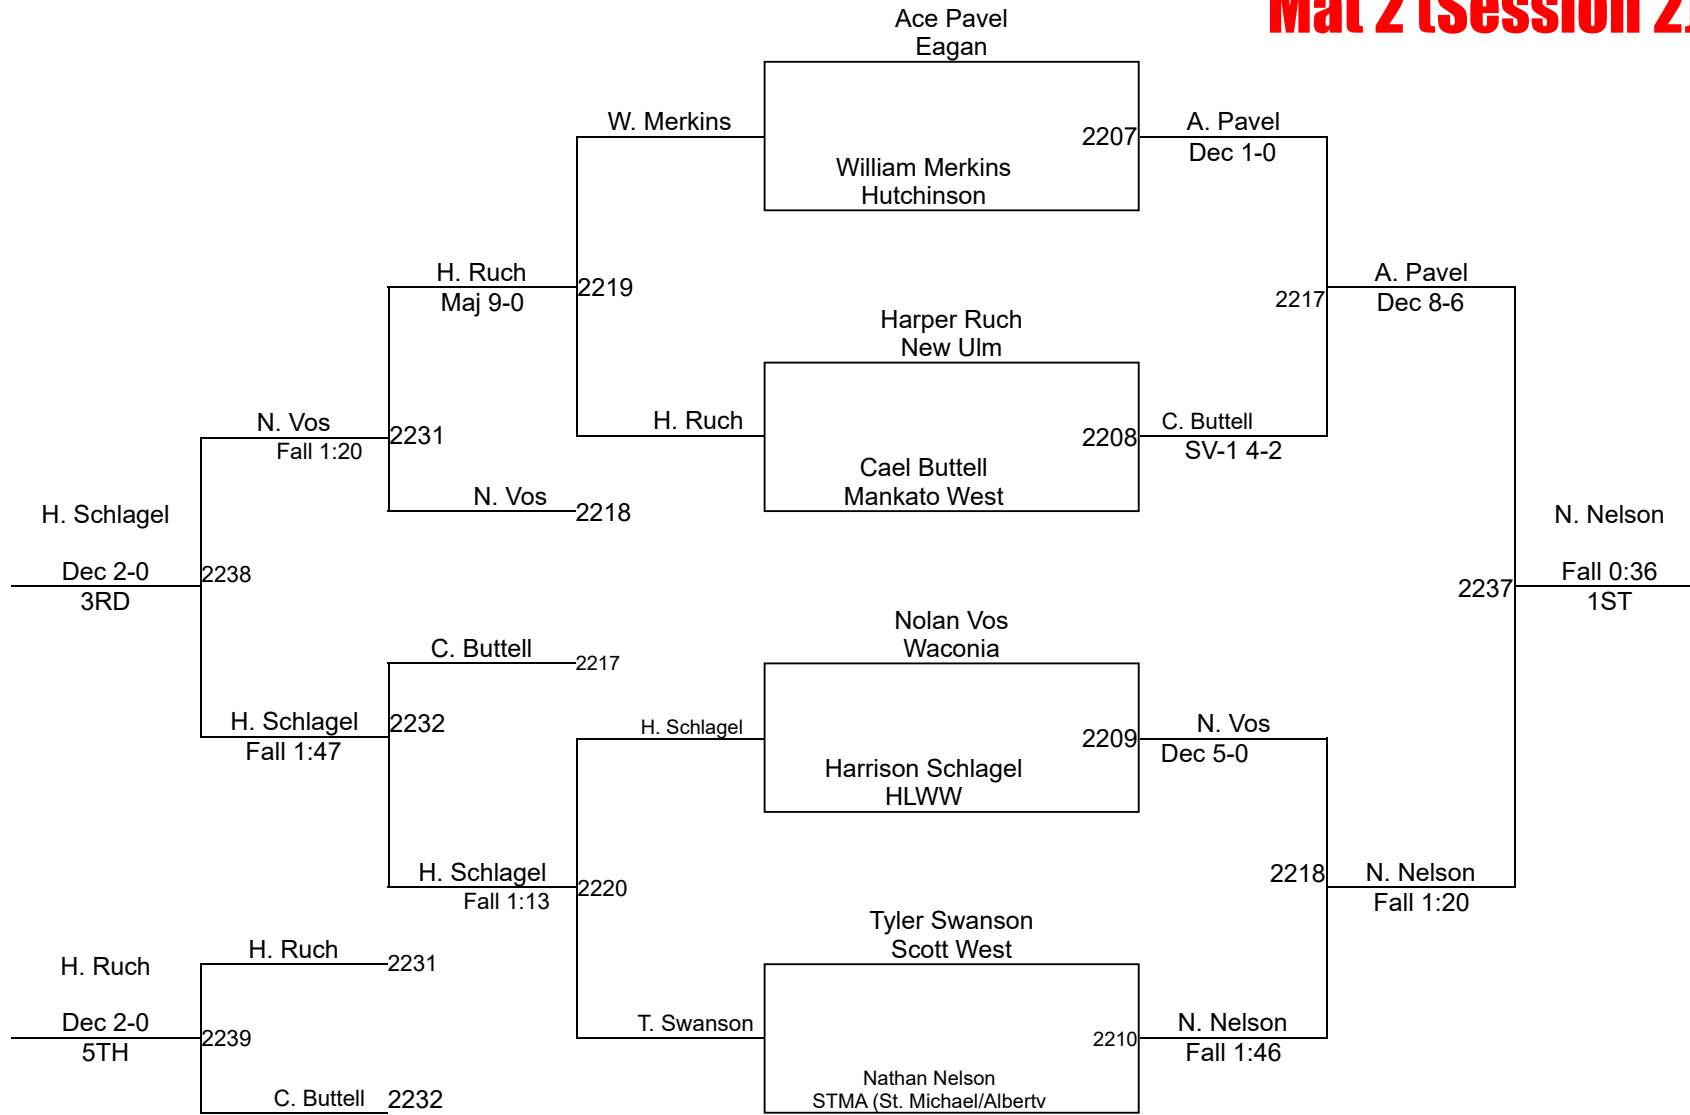 Mat 2 (Session 2)
Ace Pavel
Eagan
W. Merkins
2207
A. Pavel
Dec 1-0
William Merkins
Hutchinson
H. Ruch
Maj 9-0
2219
A. Pavel
Dec 8-6
2217
Harper Ruch
New Ulm
N. Vos
Fall 1:20
2231
H. Ruch
2208
C. Buttell
SV-1 4-2
Cael Buttell
Mankato West
N. Vos
2218
H. Schlagel
Dec 2-0
3RD
2238
N. Nelson
Fall 0:36
1ST
2237
Nolan Vos
Waconia
C. Buttell
2217
H. Schlagel
Fall 1:47
2232
H. Schlagel
2209
N. Vos
Dec 5-0
Harrison Schlagel
HLWW
H. Schlagel
Fall 1:13
2220
2218
N. Nelson
Fall 1:20
Tyler Swanson
Scott West
H. Ruch
2231
H. Ruch
Dec 2-0
5TH
2239
T. Swanson
2210
N. Nelson
Fall 1:46
Nathan Nelson
STMA (St. Michael/Albertv
C. Buttell
2232